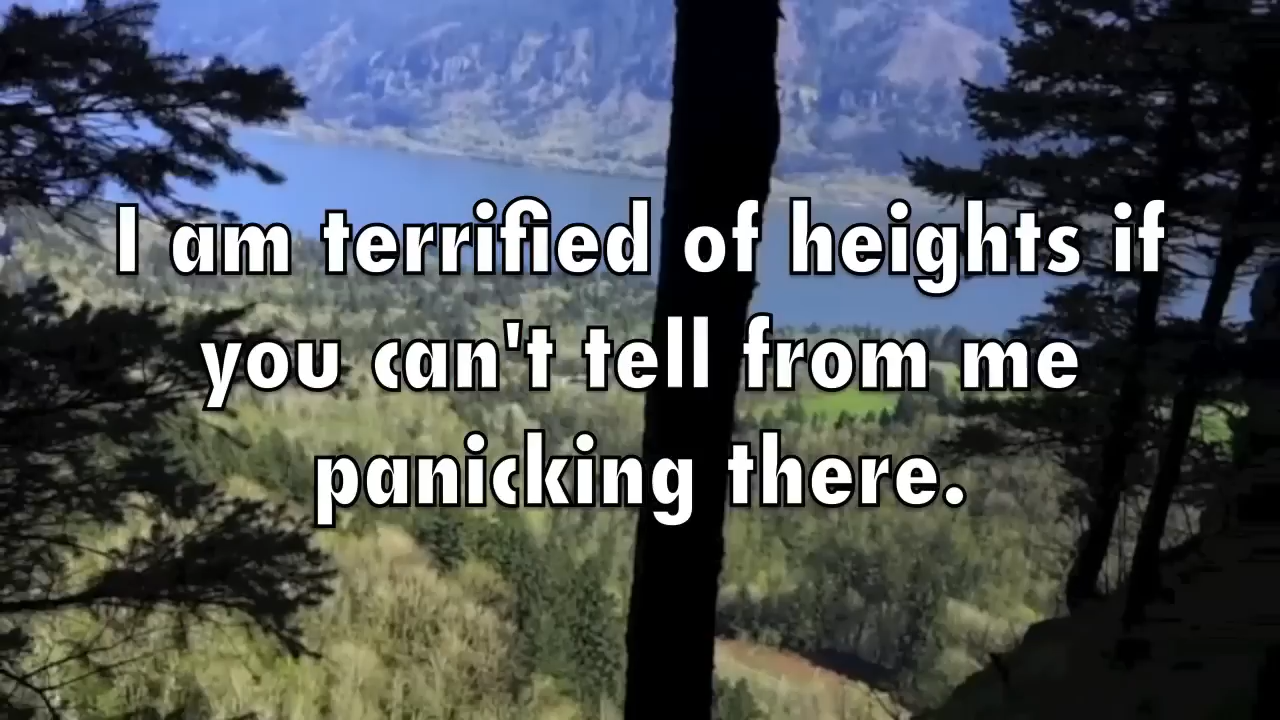 I am terrified of heights if
you can't tell from me
panicking there.